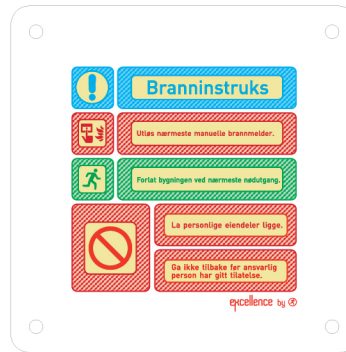 Branninstruks
Utløs nærmeste manuelle brannmelder.
Forlat bygningen ved nærmeste nødutgang.
La personlige eiendeler ligge.
Gå ikke tilbake før ansvarlig
person har gitt tilatelse.
excellence by